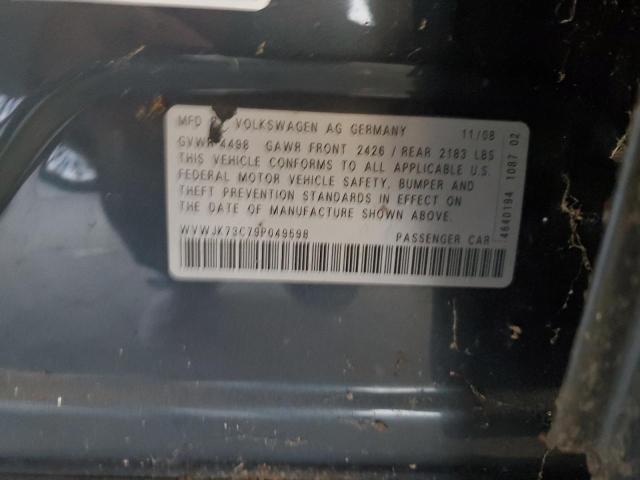 MFD BY VOLKSWAGEN AG GERMANY 11/08
GVWR 4498 GAWR FRONT 2426 / REAR 2183 LBS
THIS VEHICLE CONFORMS TO ALL APPLICABLE U.S.
FEDERAL MOTOR VEHICLE SAFETY, BUMPER AND
THEFT PREVENTION STANDARDS IN EFFECT ON
THE DATE OF MANUFACTURE SHOWN ABOVE.
WVWJK73C79P049598 PASSENGER CAR
4640194 1087 02